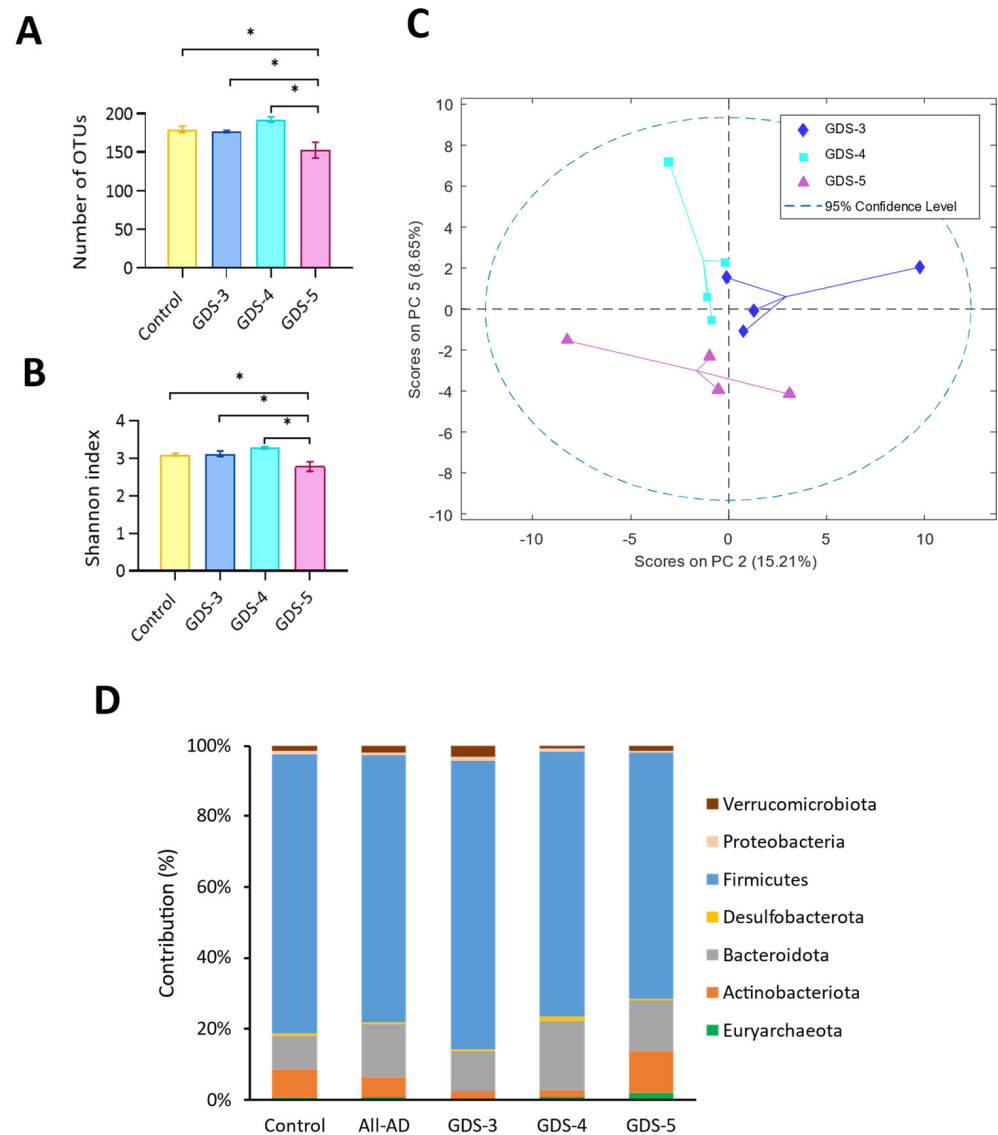 A
*
*
*
Number of OTUs
200
150
100
50
0
Control
GDS-3
GDS-4
GDS-5
B
*
*
*
Shannon index
4
3
2
1
0
Control
GDS-3
GDS-4
GDS-5
C
Scores on PC 5 (8.65%)
10
8
6
4
2
0
-2
-4
-6
-8
-10
-10
-5
0
5
10
Scores on PC 2 (15.21%)
GDS-3
GDS-4
GDS-5
95% Confidence Level
D
Contribution (%)
100%
80%
60%
40%
20%
0%
Control
All-AD
GDS-3
GDS-4
GDS-5
Verrucomicrobiota
Proteobacteria
Firmicutes
Desulfobacterota
Bacteroidota
Actinobacteriota
Euryarchaeota